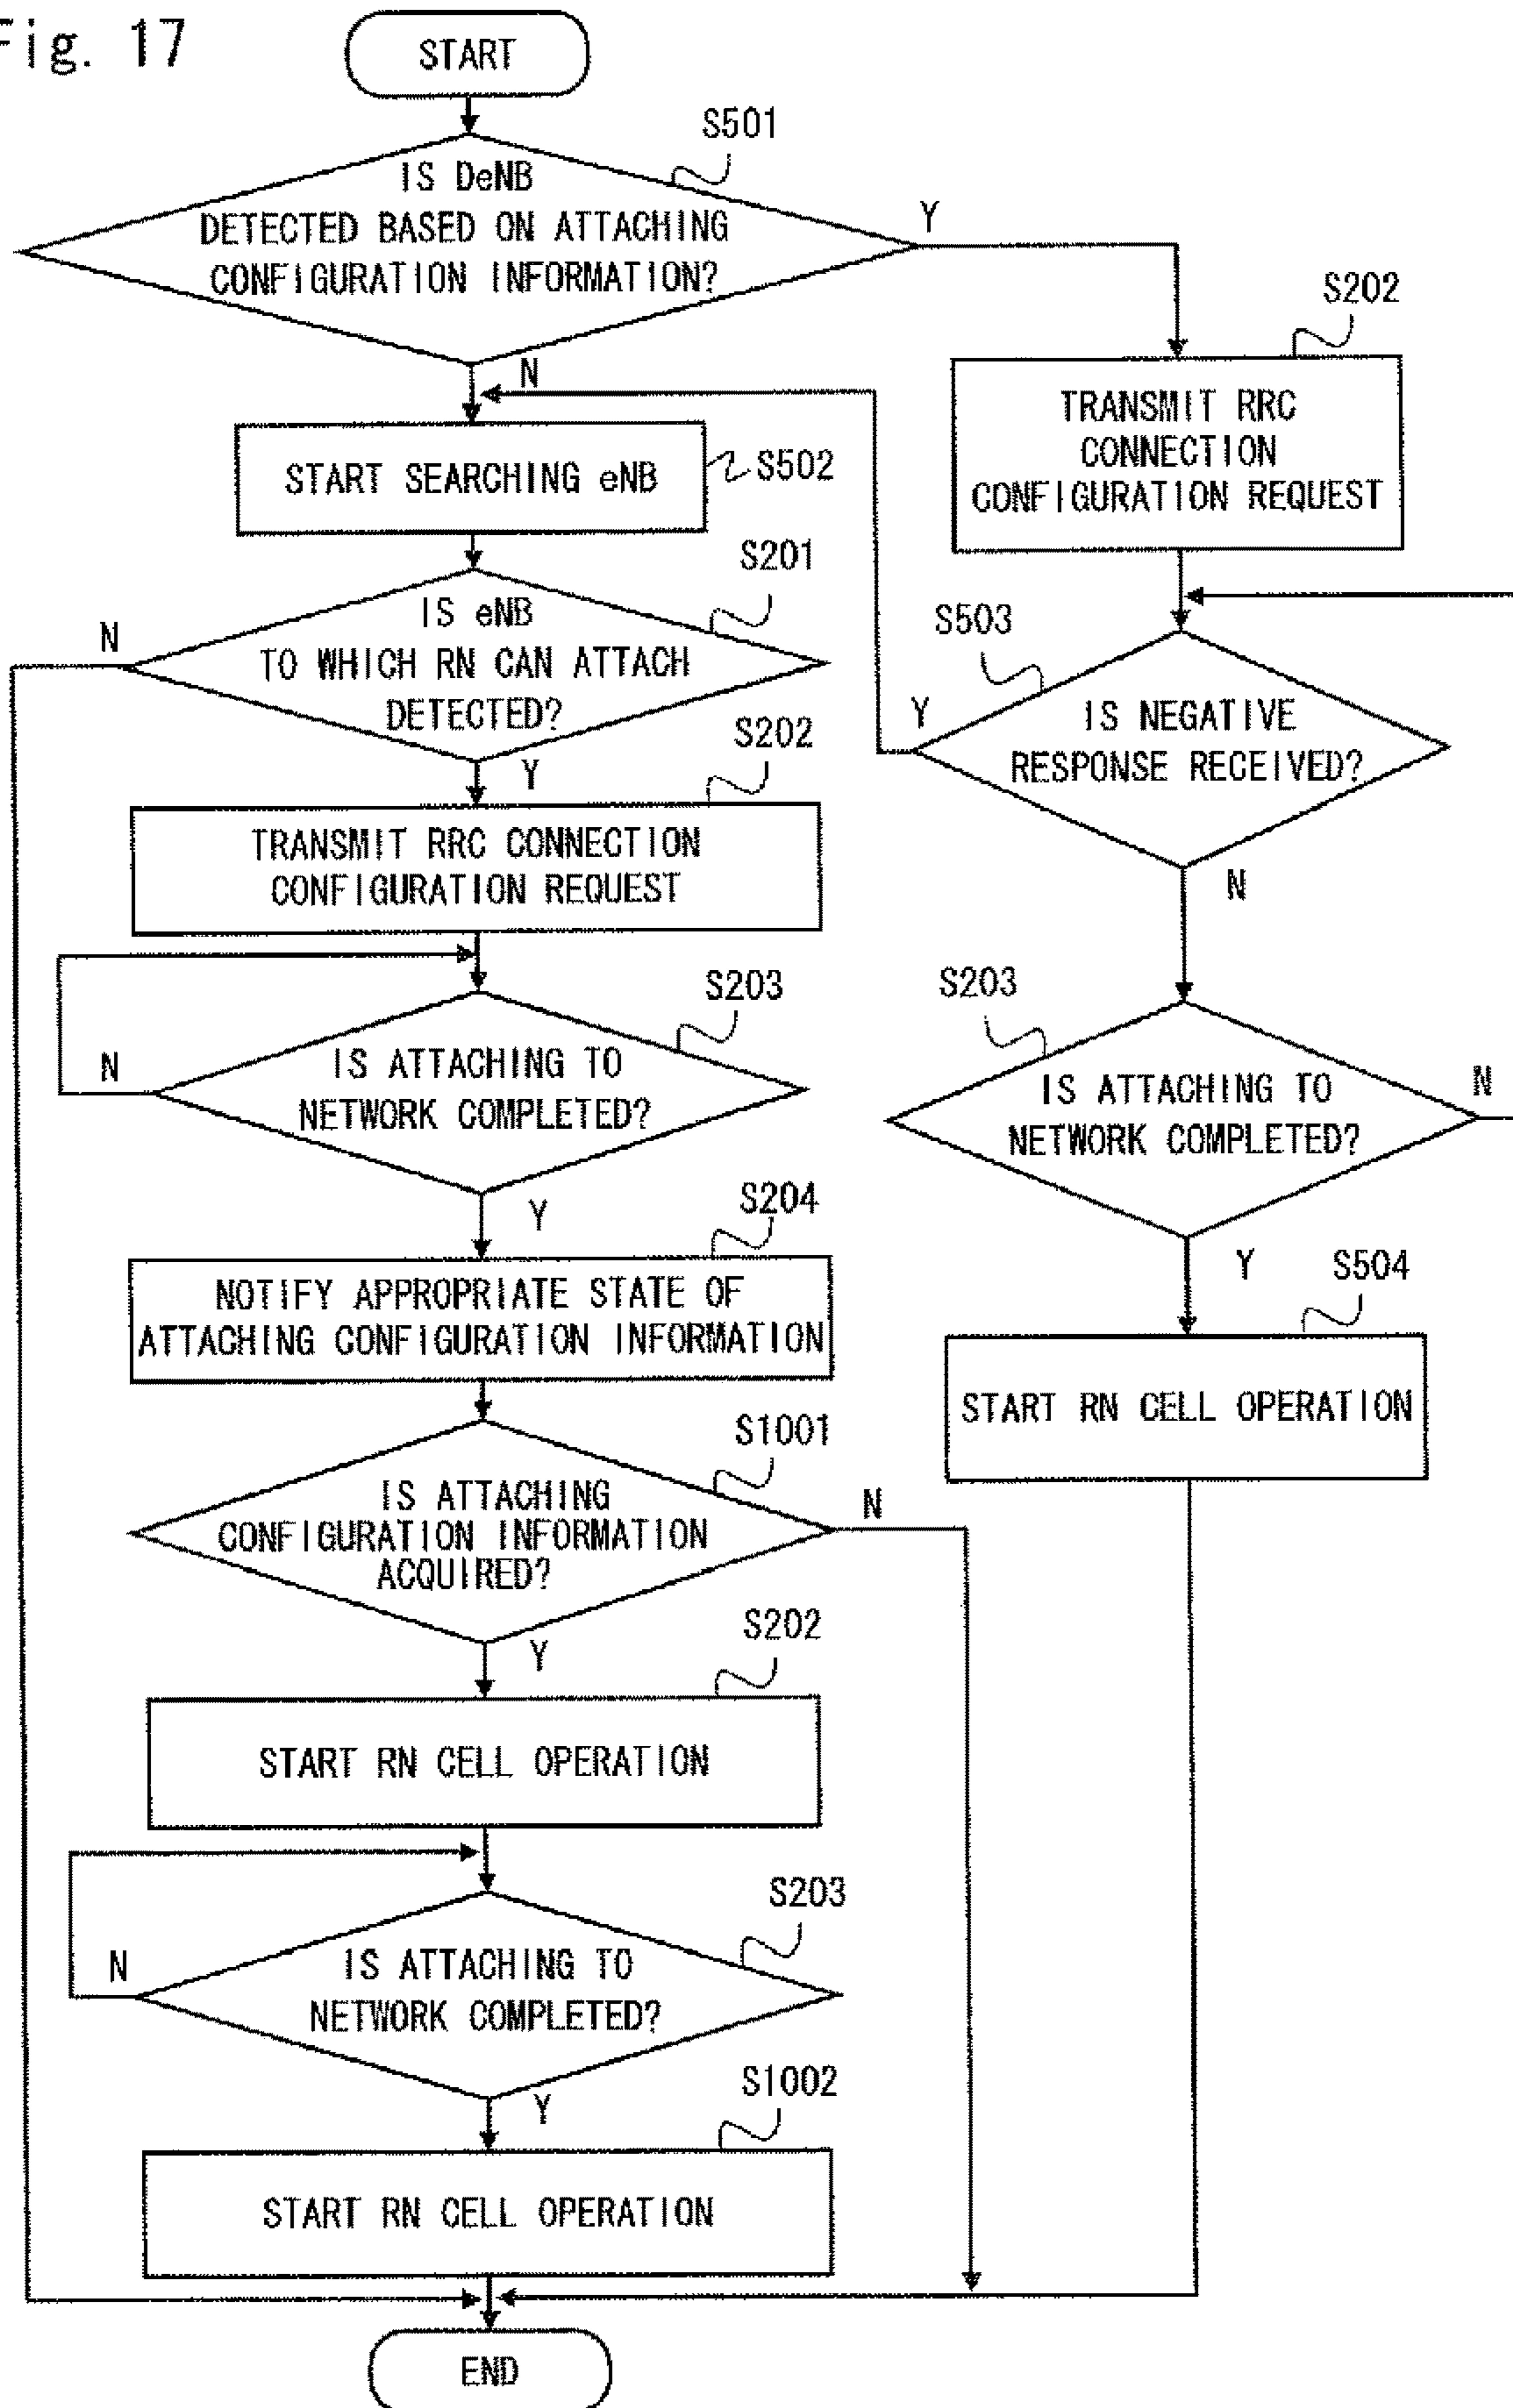 Fig. 17
START
S501
IS DeNB
DETECTED BASED ON ATTACHING
CONFIGURATION INFORMATION?
Y
N
S202
TRANSMIT RRC
CONNECTION
CONFIGURATION REQUEST
START SEARCHING eNB
S502
S201
IS eNB
TO WHICH RN CAN ATTACH
DETECTED?
N
Y
S503
IS NEGATIVE
RESPONSE RECEIVED?
Y
N
S202
TRANSMIT RRC CONNECTION
CONFIGURATION REQUEST
S203
IS ATTACHING TO
NETWORK COMPLETED?
N
Y
S203
IS ATTACHING TO
NETWORK COMPLETED?
N
Y
S204
NOTIFY APPROPRIATE STATE OF
ATTACHING CONFIGURATION INFORMATION
S504
START RN CELL OPERATION
S1001
IS ATTACHING
CONFIGURATION INFORMATION
ACQUIRED?
N
Y
S202
START RN CELL OPERATION
S203
IS ATTACHING TO
NETWORK COMPLETED?
N
Y
S1002
START RN CELL OPERATION
END